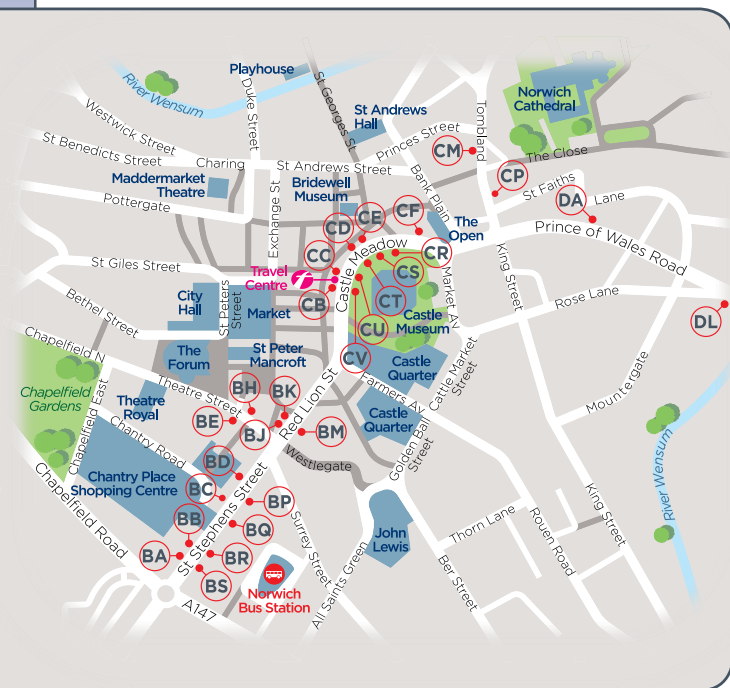 Playhouse
River Wensum
St Georges St
Duke Street
St Andrews
Hall
Tombland
Norwich
Cathedral
Westwick Street
St Benedicts Street
Charing
St Andrews Street
Princes Street
CM
The Close
Maddermarket
Theatre
Pottergate
Exchange St
Bridewell
Museum
Bank Plain
CP
St Faiths
Lane
DA
CD
CE
CF
The
Open
Prince of Wales Road
St Giles Street
CC
Castle Meadow
CR
CS
Travel
Centre
CB
CT
Market Av
King Street
Rose Lane
DL
Bethel Street
City
Hall
St Peters
Street
Market
CU
Castle
Museum
Chapelfield N
The
Forum
St Peter
Mancroft
CV
Castle
Quarter
Castle Market
Street
Mountergate
Chapelfield
Gardens
Chapelfield East
Theatre Street
Theatre
Royal
BH
BK
Red Lion St
Farmers Av
Castle
Quarter
BE
BJ
BM
Golden Ball
Street
Chantry Road
Westlegate
Chantry Place
Shopping Centre
BD
BC
St Stephens Street
BP
River Wensum
King Street
Chapelfield Road
BB
BQ
Surrey Street
John
Lewis
Thorn Lane
Rouen Road
BA
BR
BS
Norwich
Bus Station
All Saints Green
Ber Street
A147